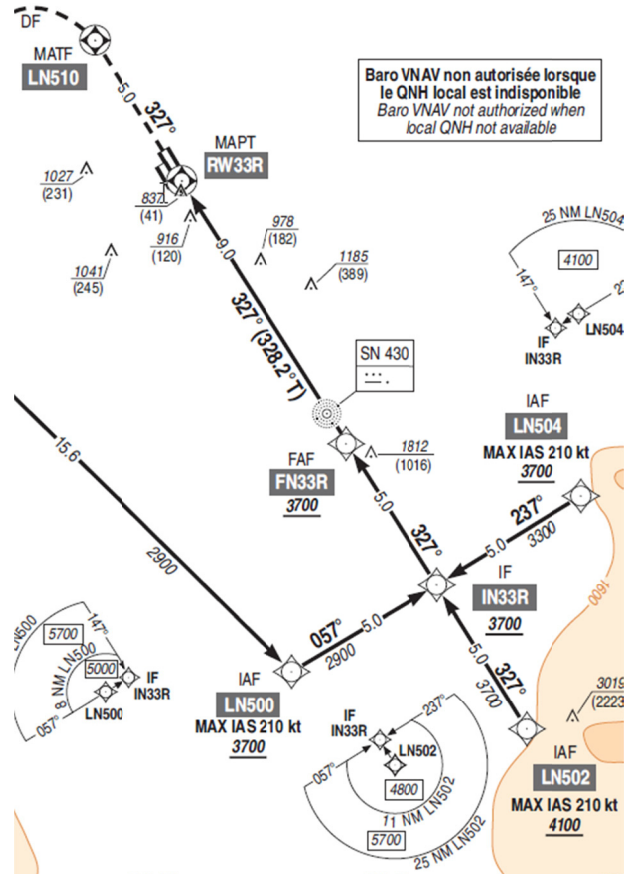 DF
MATF
LN510
5.0
327°
Baro VNAV non autorisée lorsque
le QNH local est indisponible
Baro VNAV not authorized when
local QNH not available
MAPT
RW33R
1027
(231)
837
(41)
916
(120)
978
(182)
1041
(245)
1185
(389)
9.0
327° (328.2°T)
25 NM LN504
4100
147°
IF
IN33R
LN504
SN 430
IAF
LN504
MAX IAS 210 kt
3700
FAF
FN33R
3700
1812
(1016)
15.6
2900
5.0
327°
237°
5.0
3300
IF
IN33R
3700
1600
057°
5.0
2900
LN500
5700
147°
8 NM LN500
5000
IF
IN33R
LN500
057°
IAF
LN500
MAX IAS 210 kt
3700
5.0
327°
3700
3019
(2223
IF
IN33R
237°
LN502
057°
4800
11 NM LN502
5700
25 NM LN502
IAF
LN502
MAX IAS 210 kt
4100